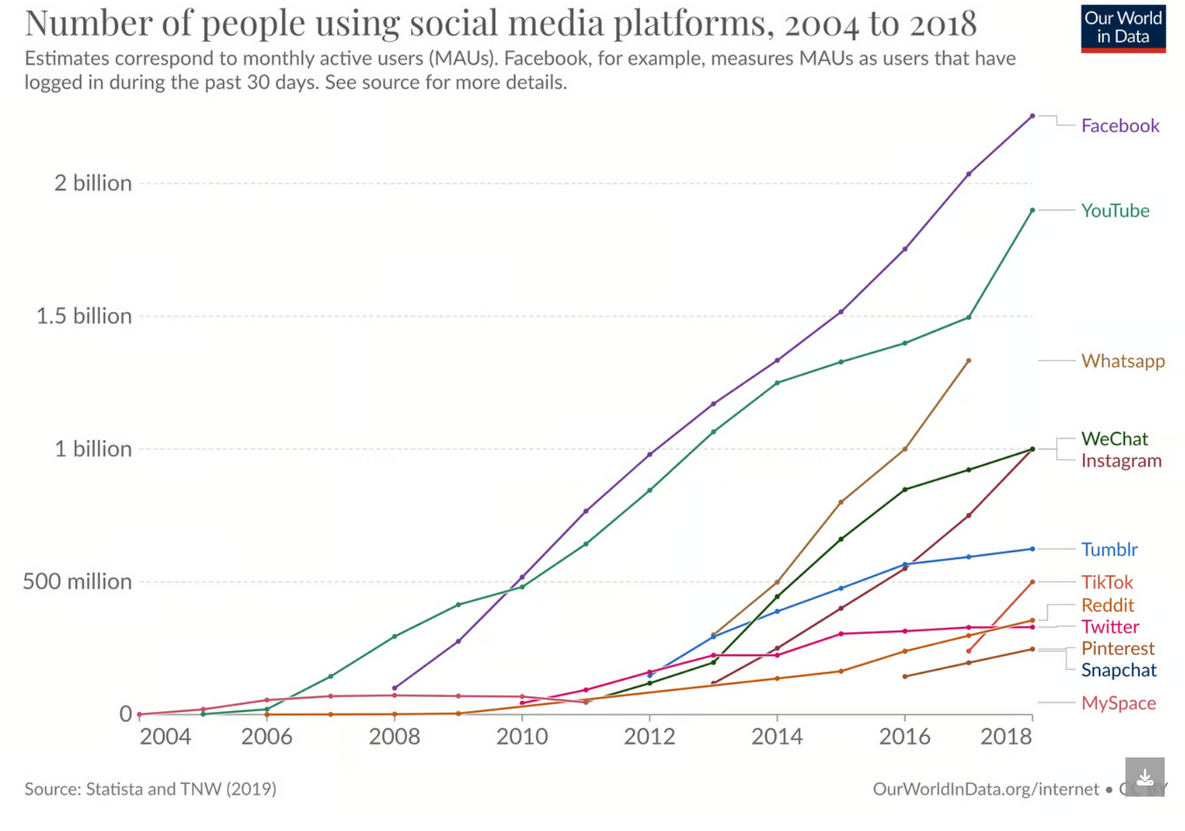 Number of people using social media platforms, 2004 to 2018
Our World
in Data
Estimates correspond to monthly active users (MAUs). Facebook, for example, measures MAUs as users that have
logged in during the past 30 days. See source for more details.
Facebook
2 billion
YouTube
1.5 billion
Whatsapp
1 billion
WeChat
Instagram
Tumblr
500 million
TikTok
Reddit
Twitter
Pinterest
Snapchat
MySpace
0
2004 2006 2008 2010 2012 2014 2016 2018
Source: Statista and TNW (2019)
OurWorldInData.org/internet •